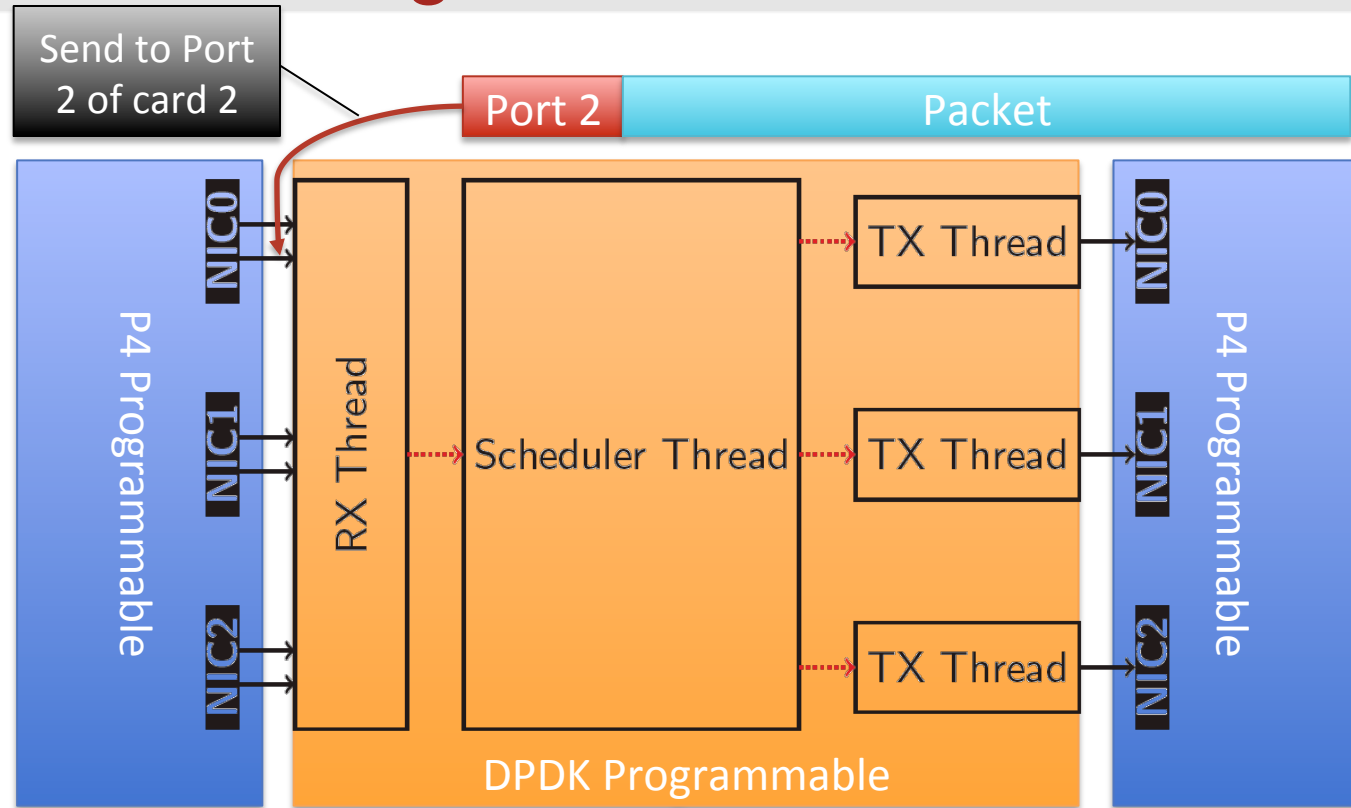 Send to Port
2 of card 2
Port 2
Packet
P4 Programmable
NIC0
NIC1
NIC2
RX Thread
Scheduler Thread
TX Thread
TX Thread
TX Thread
NIC0
NIC1
NIC2
P4 Programmable
DPDK Programmable